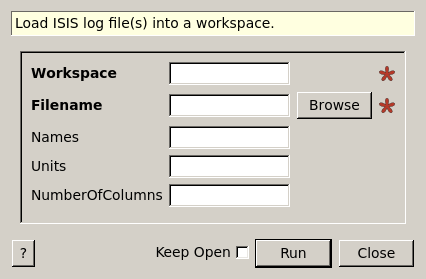 Load ISIS log file(s) into a workspace.
Workspace
Filename Browse
Names
Units
NumberOfColumns
? Keep Open Run Close